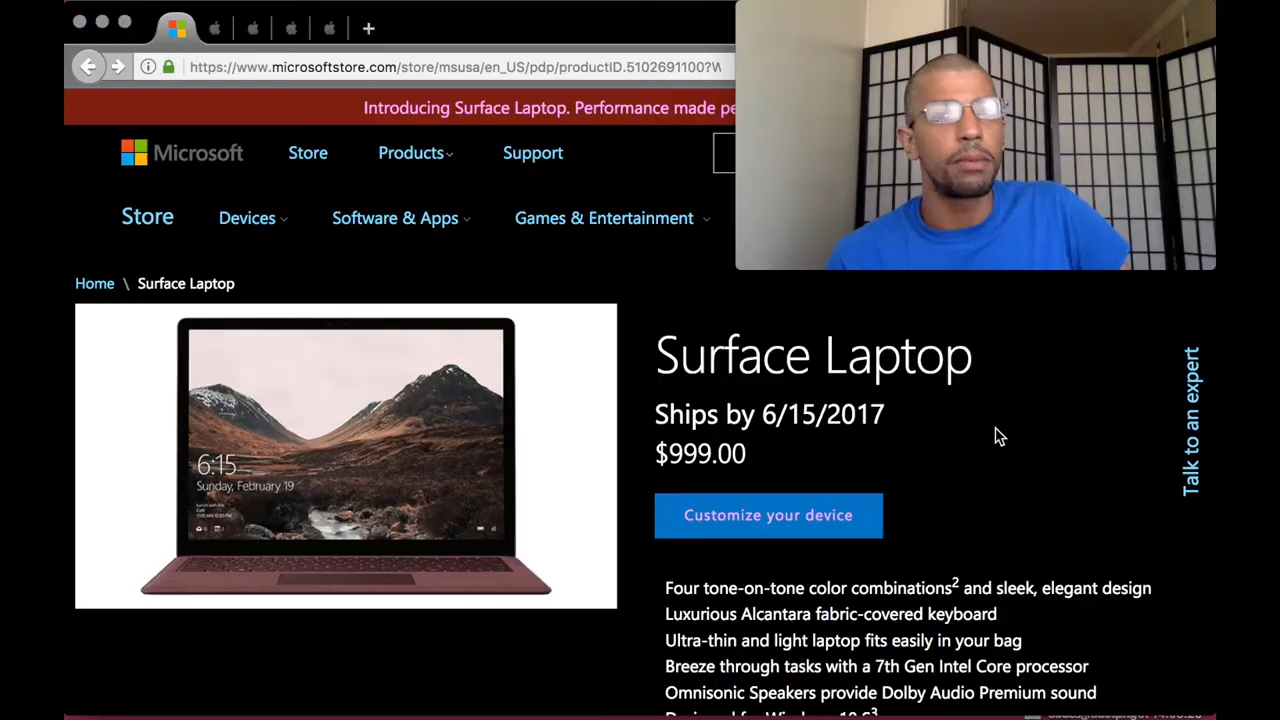 https://www.microsoftstore.com/store/msusa/en_US/pdp/productID.5102691100?W
Introducing Surface Laptop. Performance made pe
Microsoft
Store
Products
Support
Store
Devices
Software & Apps
Games & Entertainment
Home \ Surface Laptop
6:15
Sunday, February 19
Surface Laptop
Ships by 6/15/2017
$999.00
Customize your device
Talk to an expert
Four tone-on-tone color combinations2 and sleek, elegant design
Luxurious Alcantara fabric-covered keyboard
Ultra-thin and light laptop fits easily in your bag
Breeze through tasks with a 7th Gen Intel Core processor
Omnisonic Speakers provide Dolby Audio Premium sound